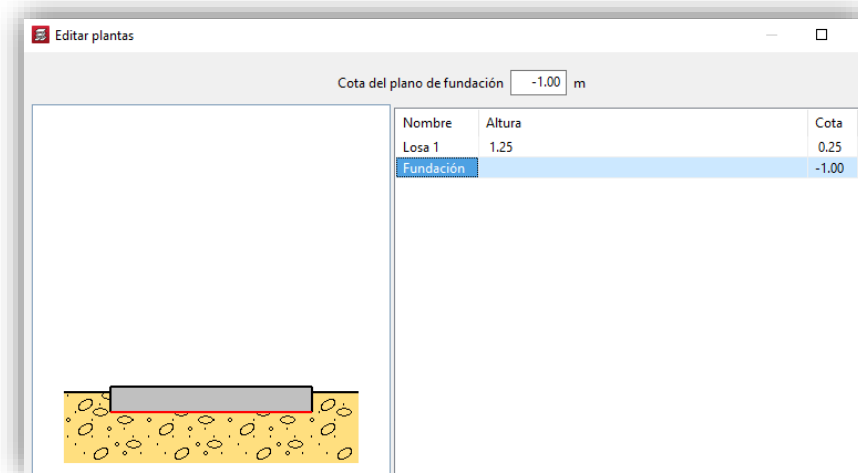 Editar plantas
Cota del plano de fundación -1.00 m
Nombre Altura Cota
Losa 1 1.25 0.25
Fundación -1.00